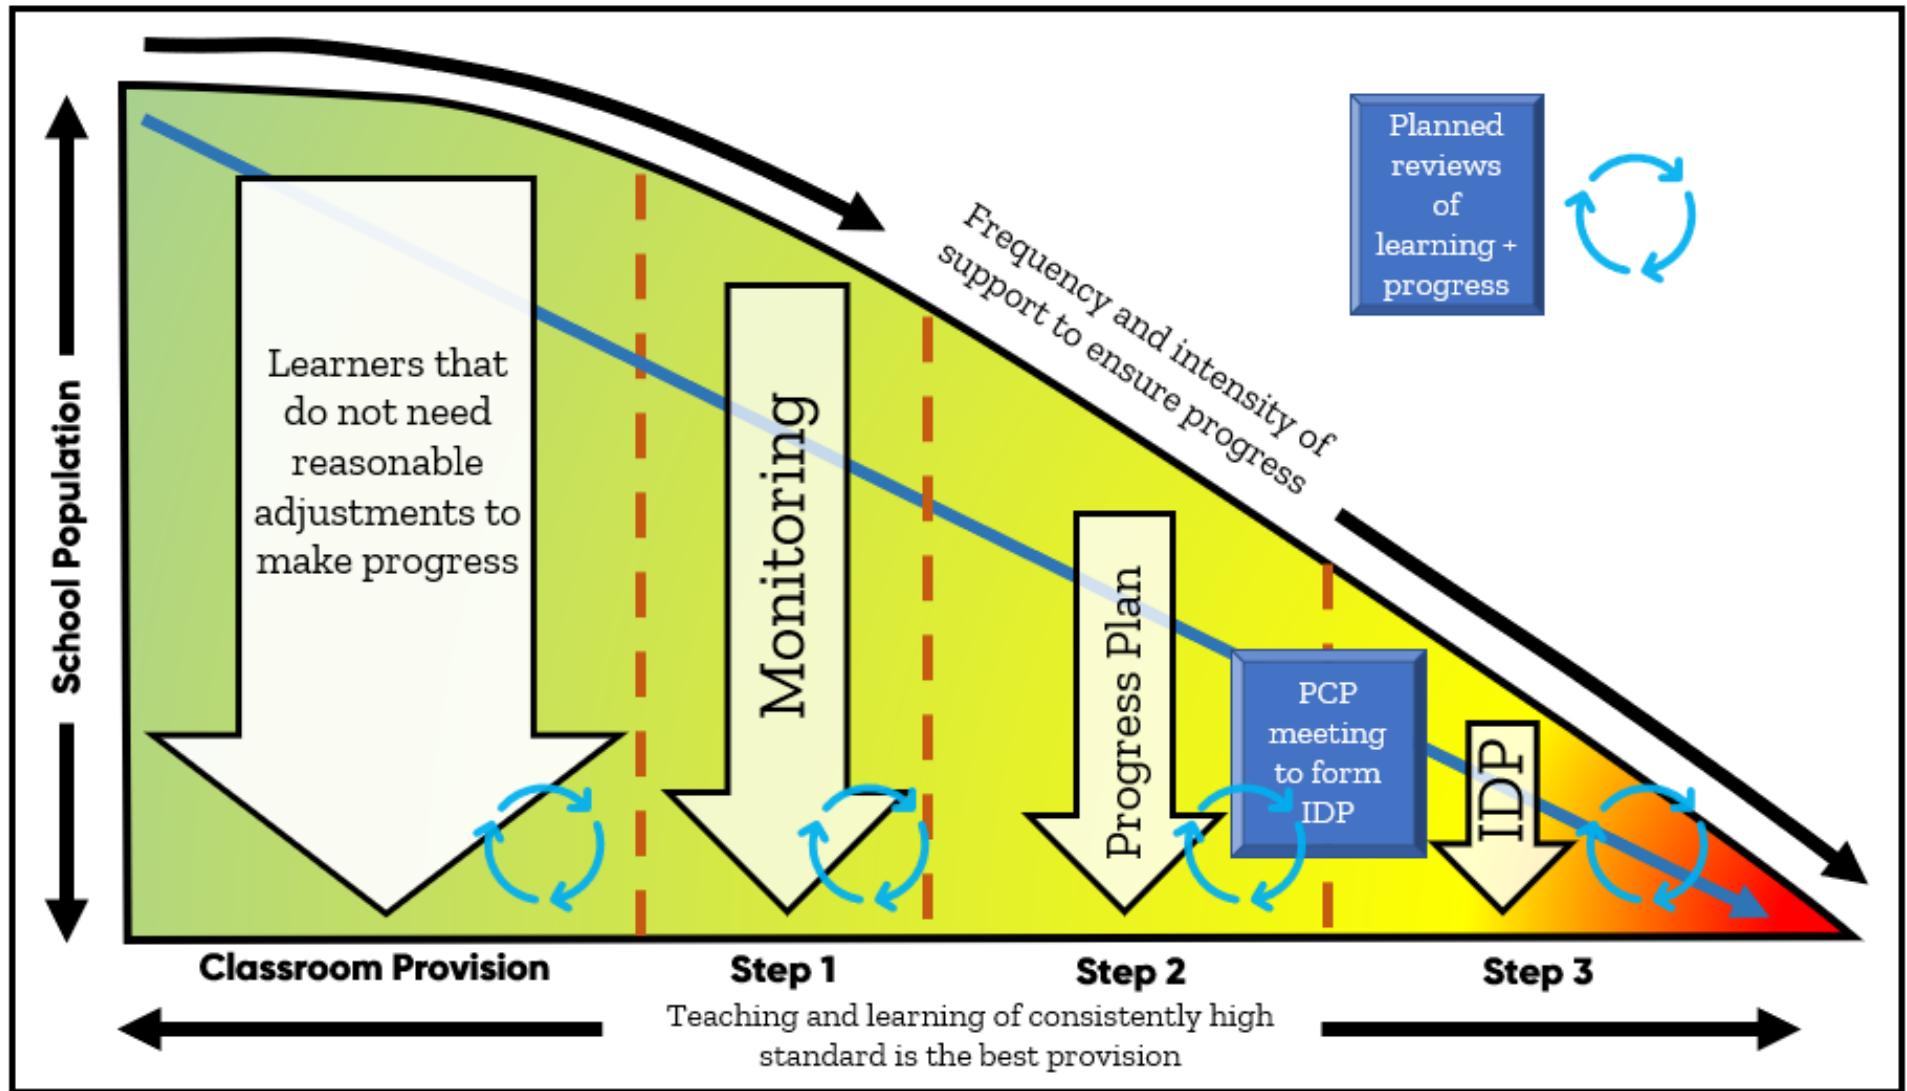 Planned
reviews
of
learning +
progress
Frequency and intensity of
support to ensure progress
School Population
Learners that
do not need
reasonable
adjustments to
make progress
Monitoring
Progress Plan
PCP
meeting
to form
IDP
IDP
Classroom Provision
Step 1
Step 2
Step 3
Teaching and learning of consistently high
standard is the best provision